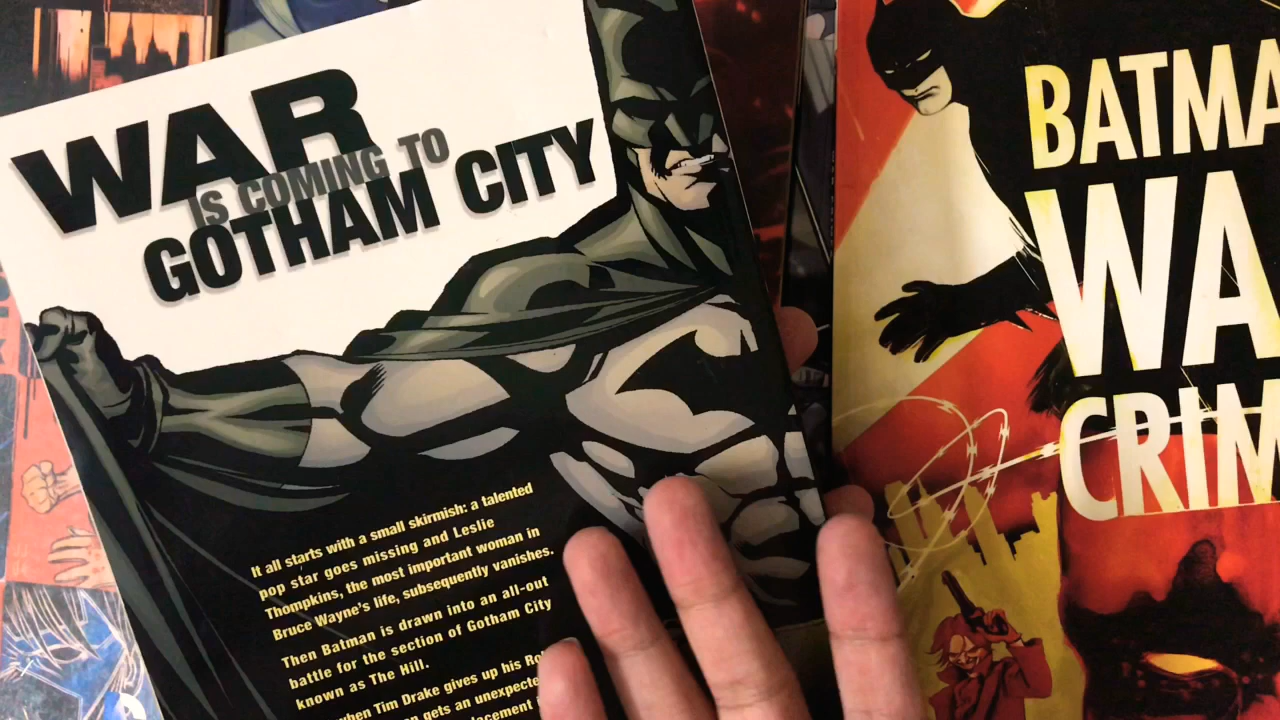 WAR
IS COMING TO
GOTHAM CITY
It all starts with a small skirmish: a talented
pop star goes missing and Leslie
Thompkins, the most important woman in
Bruce Wayne's life, subsequently vanishes.
Then Batman is drawn into an all-out
battle for the section of Gotham City
known as The Hill.
when Tim Drake gives up his
gets an
BATMA
WA
CRIM